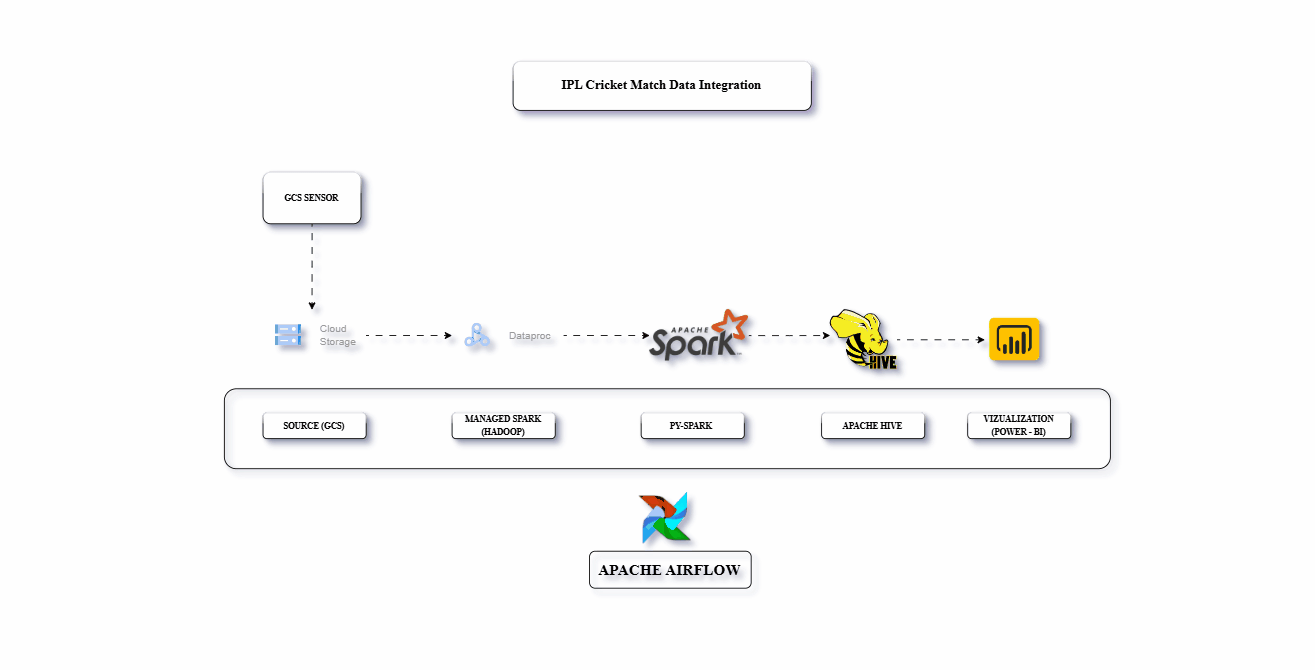 IPL Cricket Match Data Integration
GCS SENSOR
Cloud
Storage
Dataproc
APACHE
Spark
HIVE
SOURCE (GCS)
MANAGED SPARK
(HADOOP)
PY-SPARK
APACHE HIVE
VIZUALIZATION
(POWER - BI)
APACHE AIRFLOW